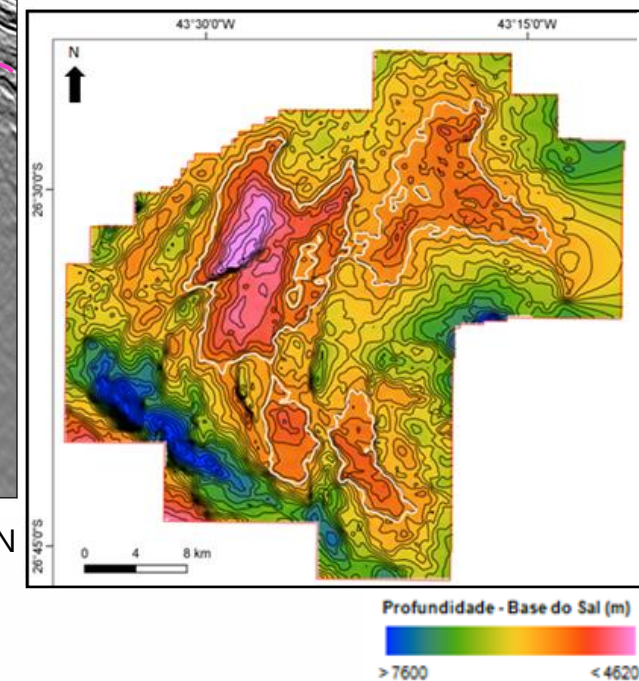 43°30'0"W
43°15'0"W
N
26°30'0"S
26°45'0"S
0 4 8 km
N
Profundidade - Base do Sal (m)
> 7600 < 4620